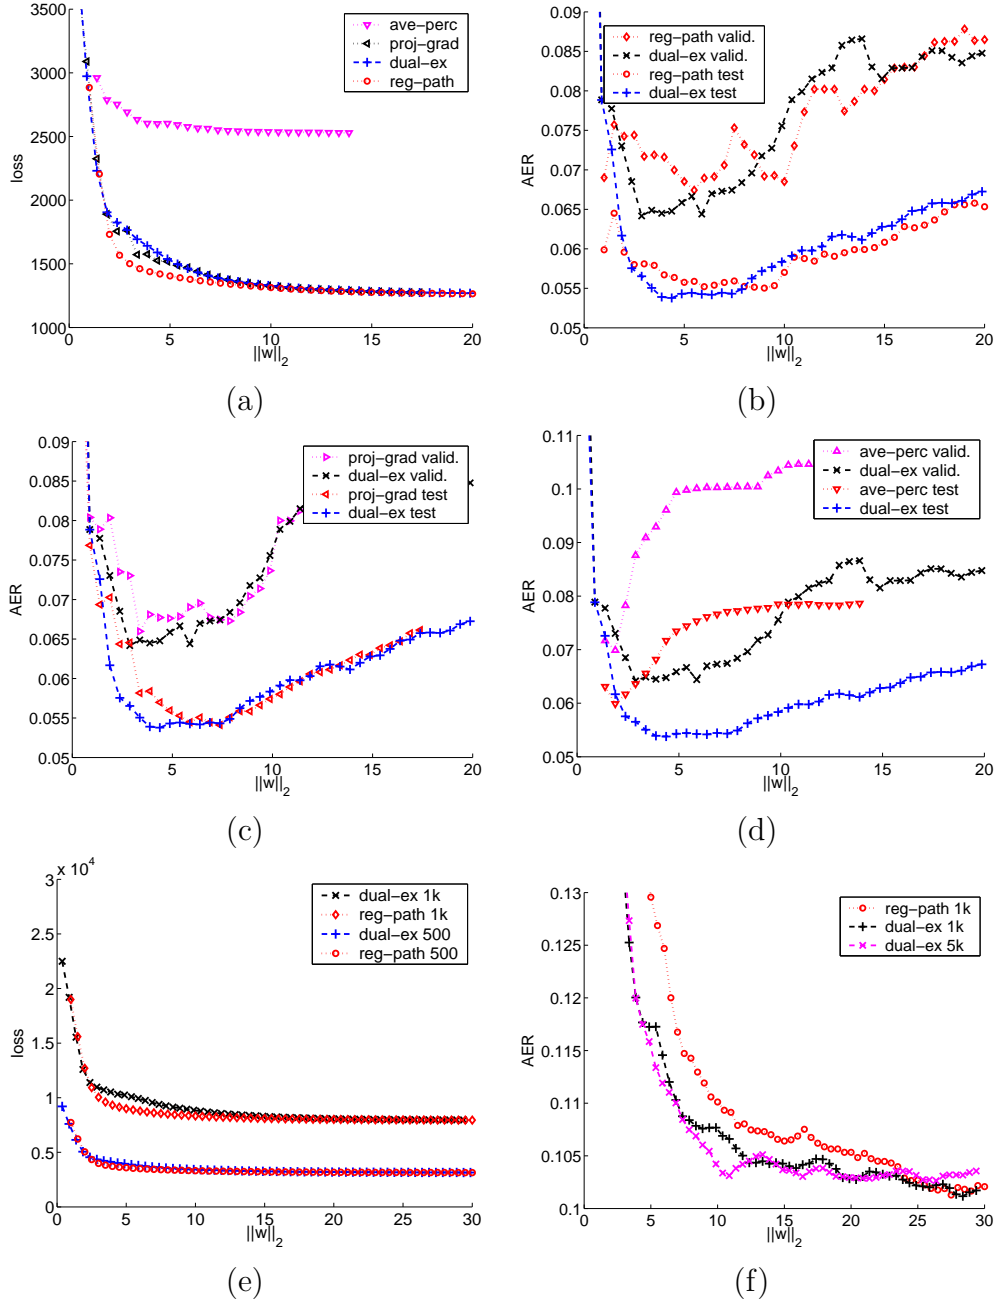 3500
3000
2500
2000
1500
1000
loss
0
5
10
15
20
||w||2
ave-perc
proj-grad
dual-ex
reg-path
(a)
0.09
0.085
0.08
0.075
0.07
0.065
0.06
0.055
0.05
AER
0
5
10
15
20
||w||2
reg-path valid.
dual-ex valid.
reg-path test
dual-ex test
(b)
0.09
0.085
0.08
0.075
0.07
0.065
0.06
0.055
0.05
AER
0
5
10
15
20
||w||2
proj-grad valid.
dual-ex valid.
proj-grad test
dual-ex test
(c)
0.11
0.1
0.09
0.08
0.07
0.06
0.05
AER
0
5
10
15
20
||w||2
ave-perc valid.
dual-ex valid.
ave-perc test
dual-ex test
(d)
x 10^4
3
2.5
2
1.5
1
0.5
0
loss
0
5
10
15
20
25
30
||w||2
dual-ex 1k
reg-path 1k
dual-ex 500
reg-path 500
(e)
0.13
0.125
0.12
0.115
0.11
0.105
0.1
AER
0
5
10
15
20
25
30
||w||2
reg-path 1k
dual-ex 1k
dual-ex 5k
(f)